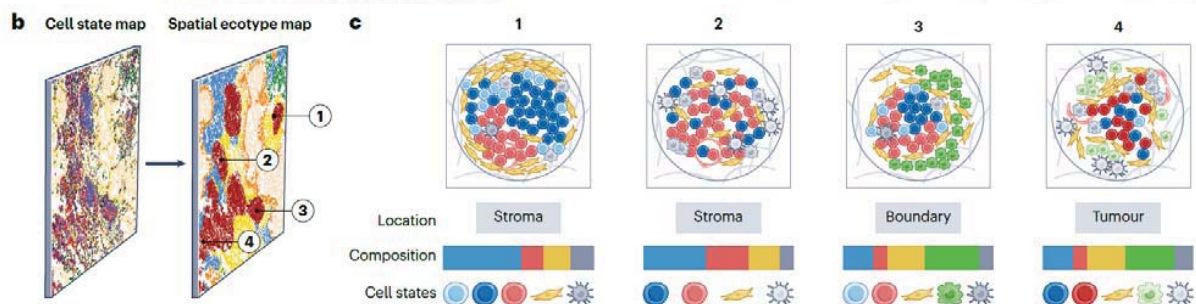 b Cell state map Spatial ecotype map
1
2
3
4
c 1 2 3 4
Location Stroma Stroma Boundary Tumour
Composition
Cell states